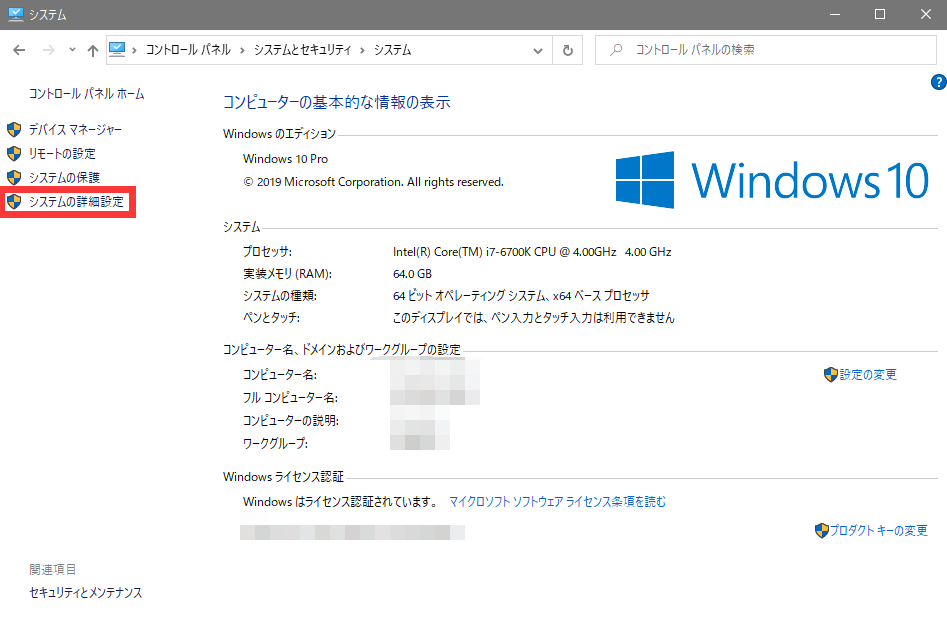 システム
コントロール パネル › システムとセキュリティ › システム
コントロール パネルの検索
コントロール パネル ホーム
デバイス マネージャー
リモートの設定
システムの保護
システムの詳細設定
コンピューターの基本的な情報の表示
Windows のエディション
Windows 10 Pro
© 2019 Microsoft Corporation. All rights reserved.
Windows 10
システム
プロセッサ: Intel(R) Core(TM) i7-6700K CPU @ 4.00GHz 4.00 GHz
実装メモリ (RAM): 64.0 GB
システムの種類: 64 ビット オペレーティング システム、x64 ベース プロセッサ
ペンとタッチ: このディスプレイでは、ペン入力とタッチ入力は利用できません
コンピューター名、ドメインおよびワークグループの設定
コンピューター名: 設定の変更
フル コンピューター名:
コンピューターの説明:
ワークグループ:
Windows ライセンス認証
Windows はライセンス認証されています。 マイクロソフト ソフトウェア ライセンス条項を読む
プロダクト キーの変更
関連項目
セキュリティとメンテナンス